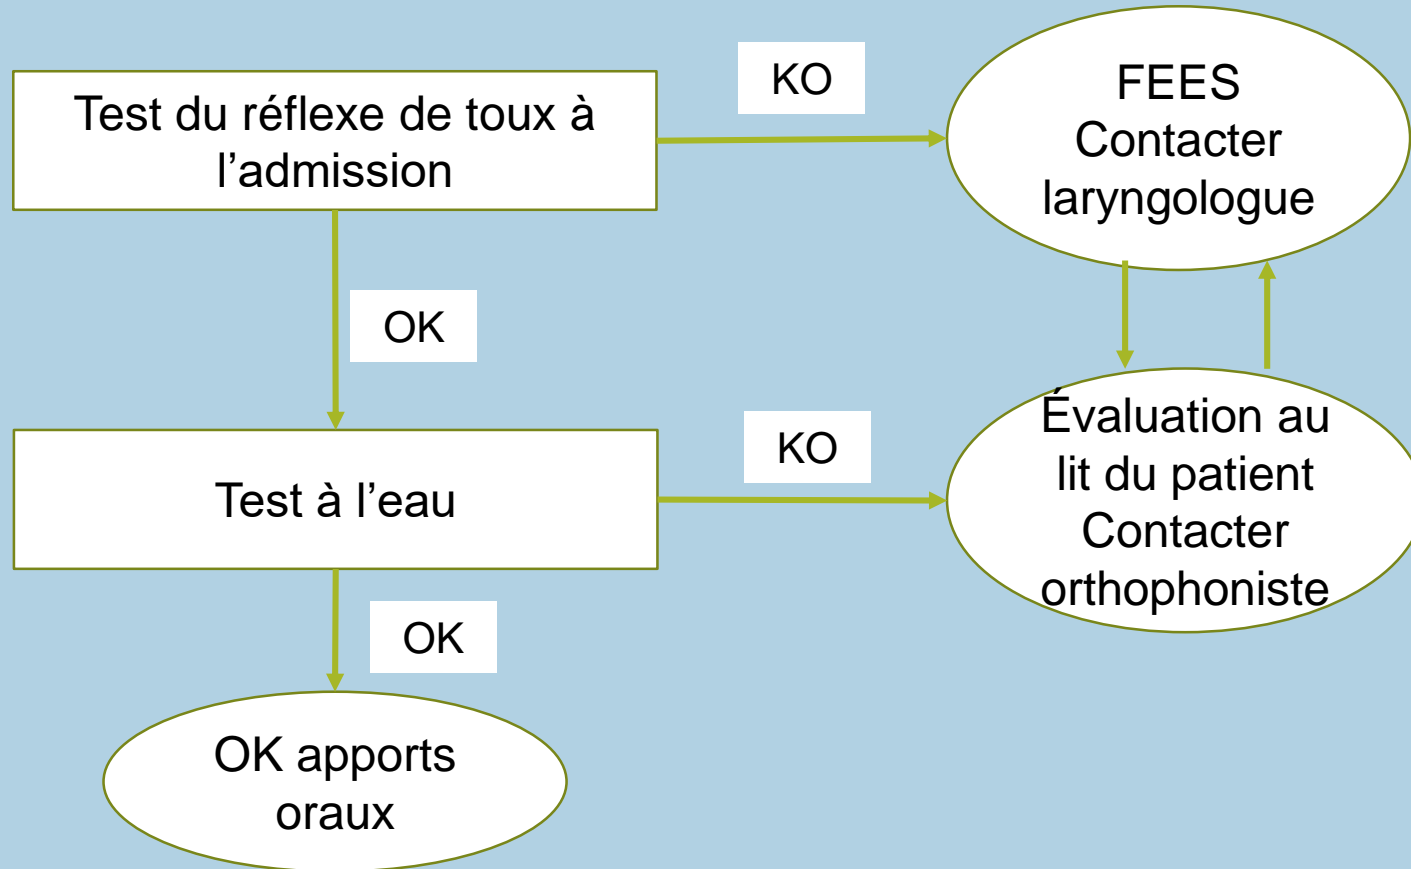 Test du réflexe de toux à
l’admission
KO
FEES
Contacter
laryngologue
OK
Test à l’eau
KO
Évaluation au
lit du patient
Contacter
orthophoniste
OK
OK apports
oraux